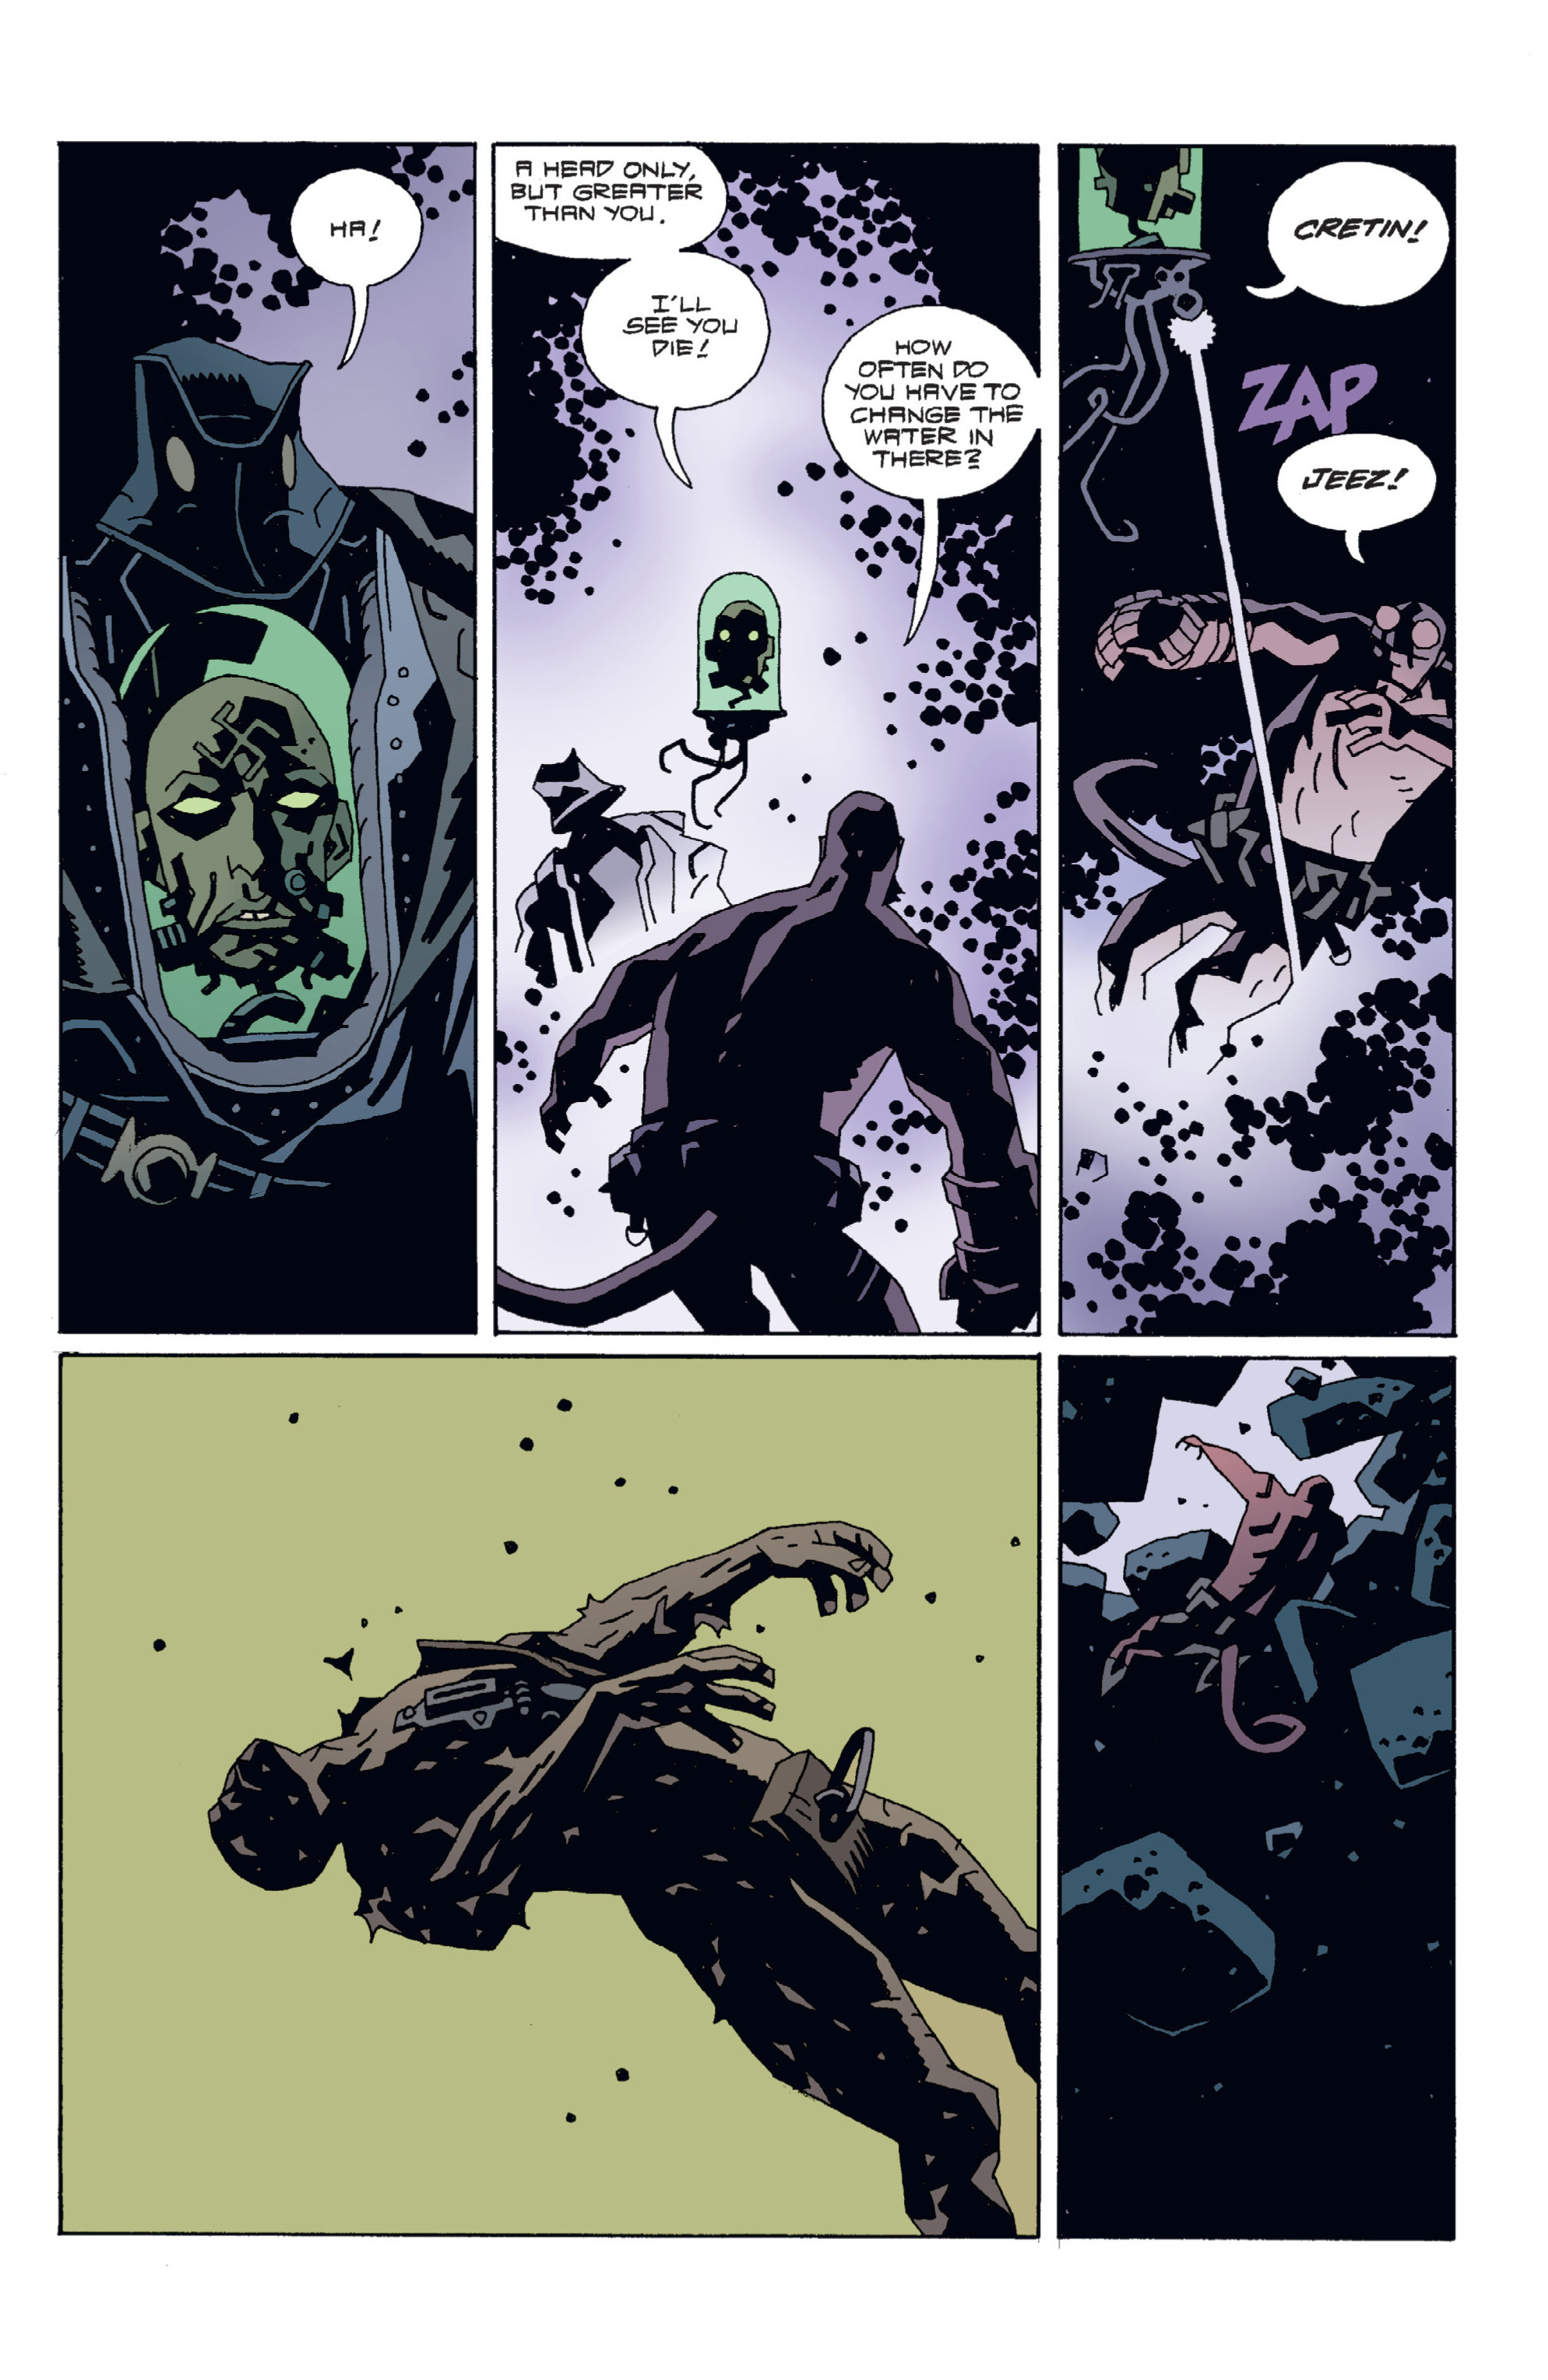 HA!
A HEAD ONLY,
BUT GREATER
THAN YOU.
I'LL
SEE YOU
DIE!
HOW
OFTEN DO
YOU HAVE TO
CHANGE THE
WATER IN
THERE?
CRETIN!
ZAP
JEEZ!